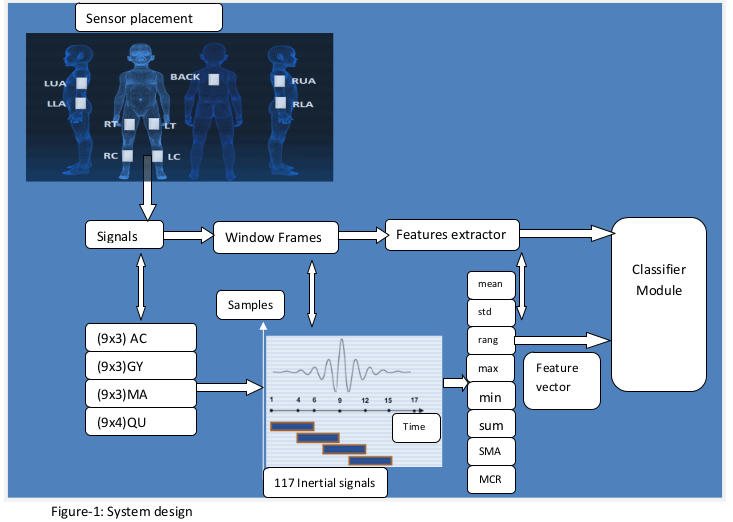 Sensor placement
LUA
LLA
RT
LT
RC
LC
BACK
RUA
RLA
Signals
Window Frames
Features extractor
Classifier
Module
Samples
(9x3) AC
(9x3)GY
(9x3)MA
(9x4)QU
1 4 6 9 12 15 17
Time
117 Inertial signals
mean
std
rang
max
min
sum
SMA
MCR
Feature
vector
Figure-1: System design